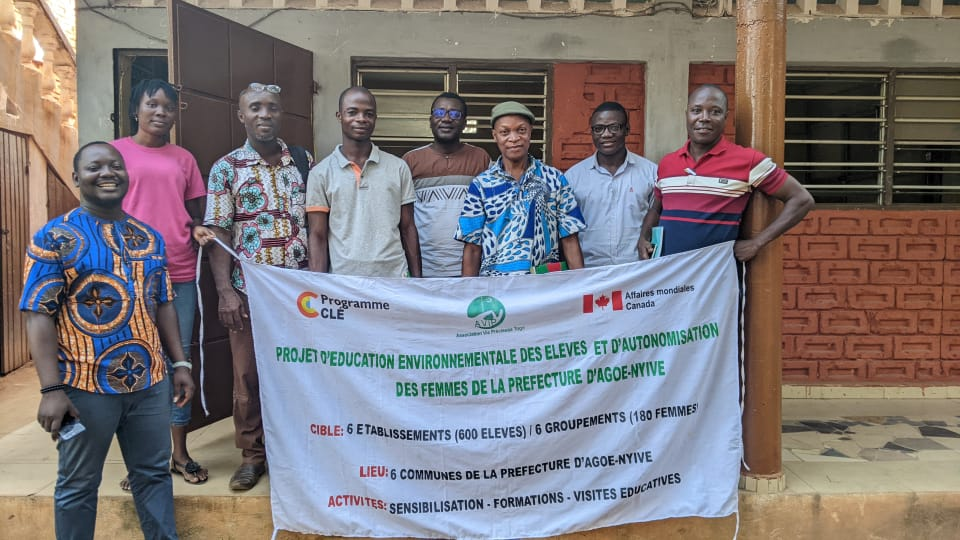 Programme
CLÉ
AVIP
Association Vie Précieuse Togo
Affaires mondiales
Canada
PROJET D'EDUCATION ENVIRONNEMENTALE DES ELEVES ET D'AUTONOMISATION
DES FEMMES DE LA PREFECTURE D'AGOE-NYIVE
CIBLE: 6 ETABLISSEMENTS (600 ELEVES) / 6 GROUPEMENTS (180 FEMMES)
LIEU: 6 COMMUNES DE LA PREFECTURE D'AGOE-NYIVE
ACTIVITES: SENSIBILISATION - FORMATIONS - VISITES EDUCATIVES